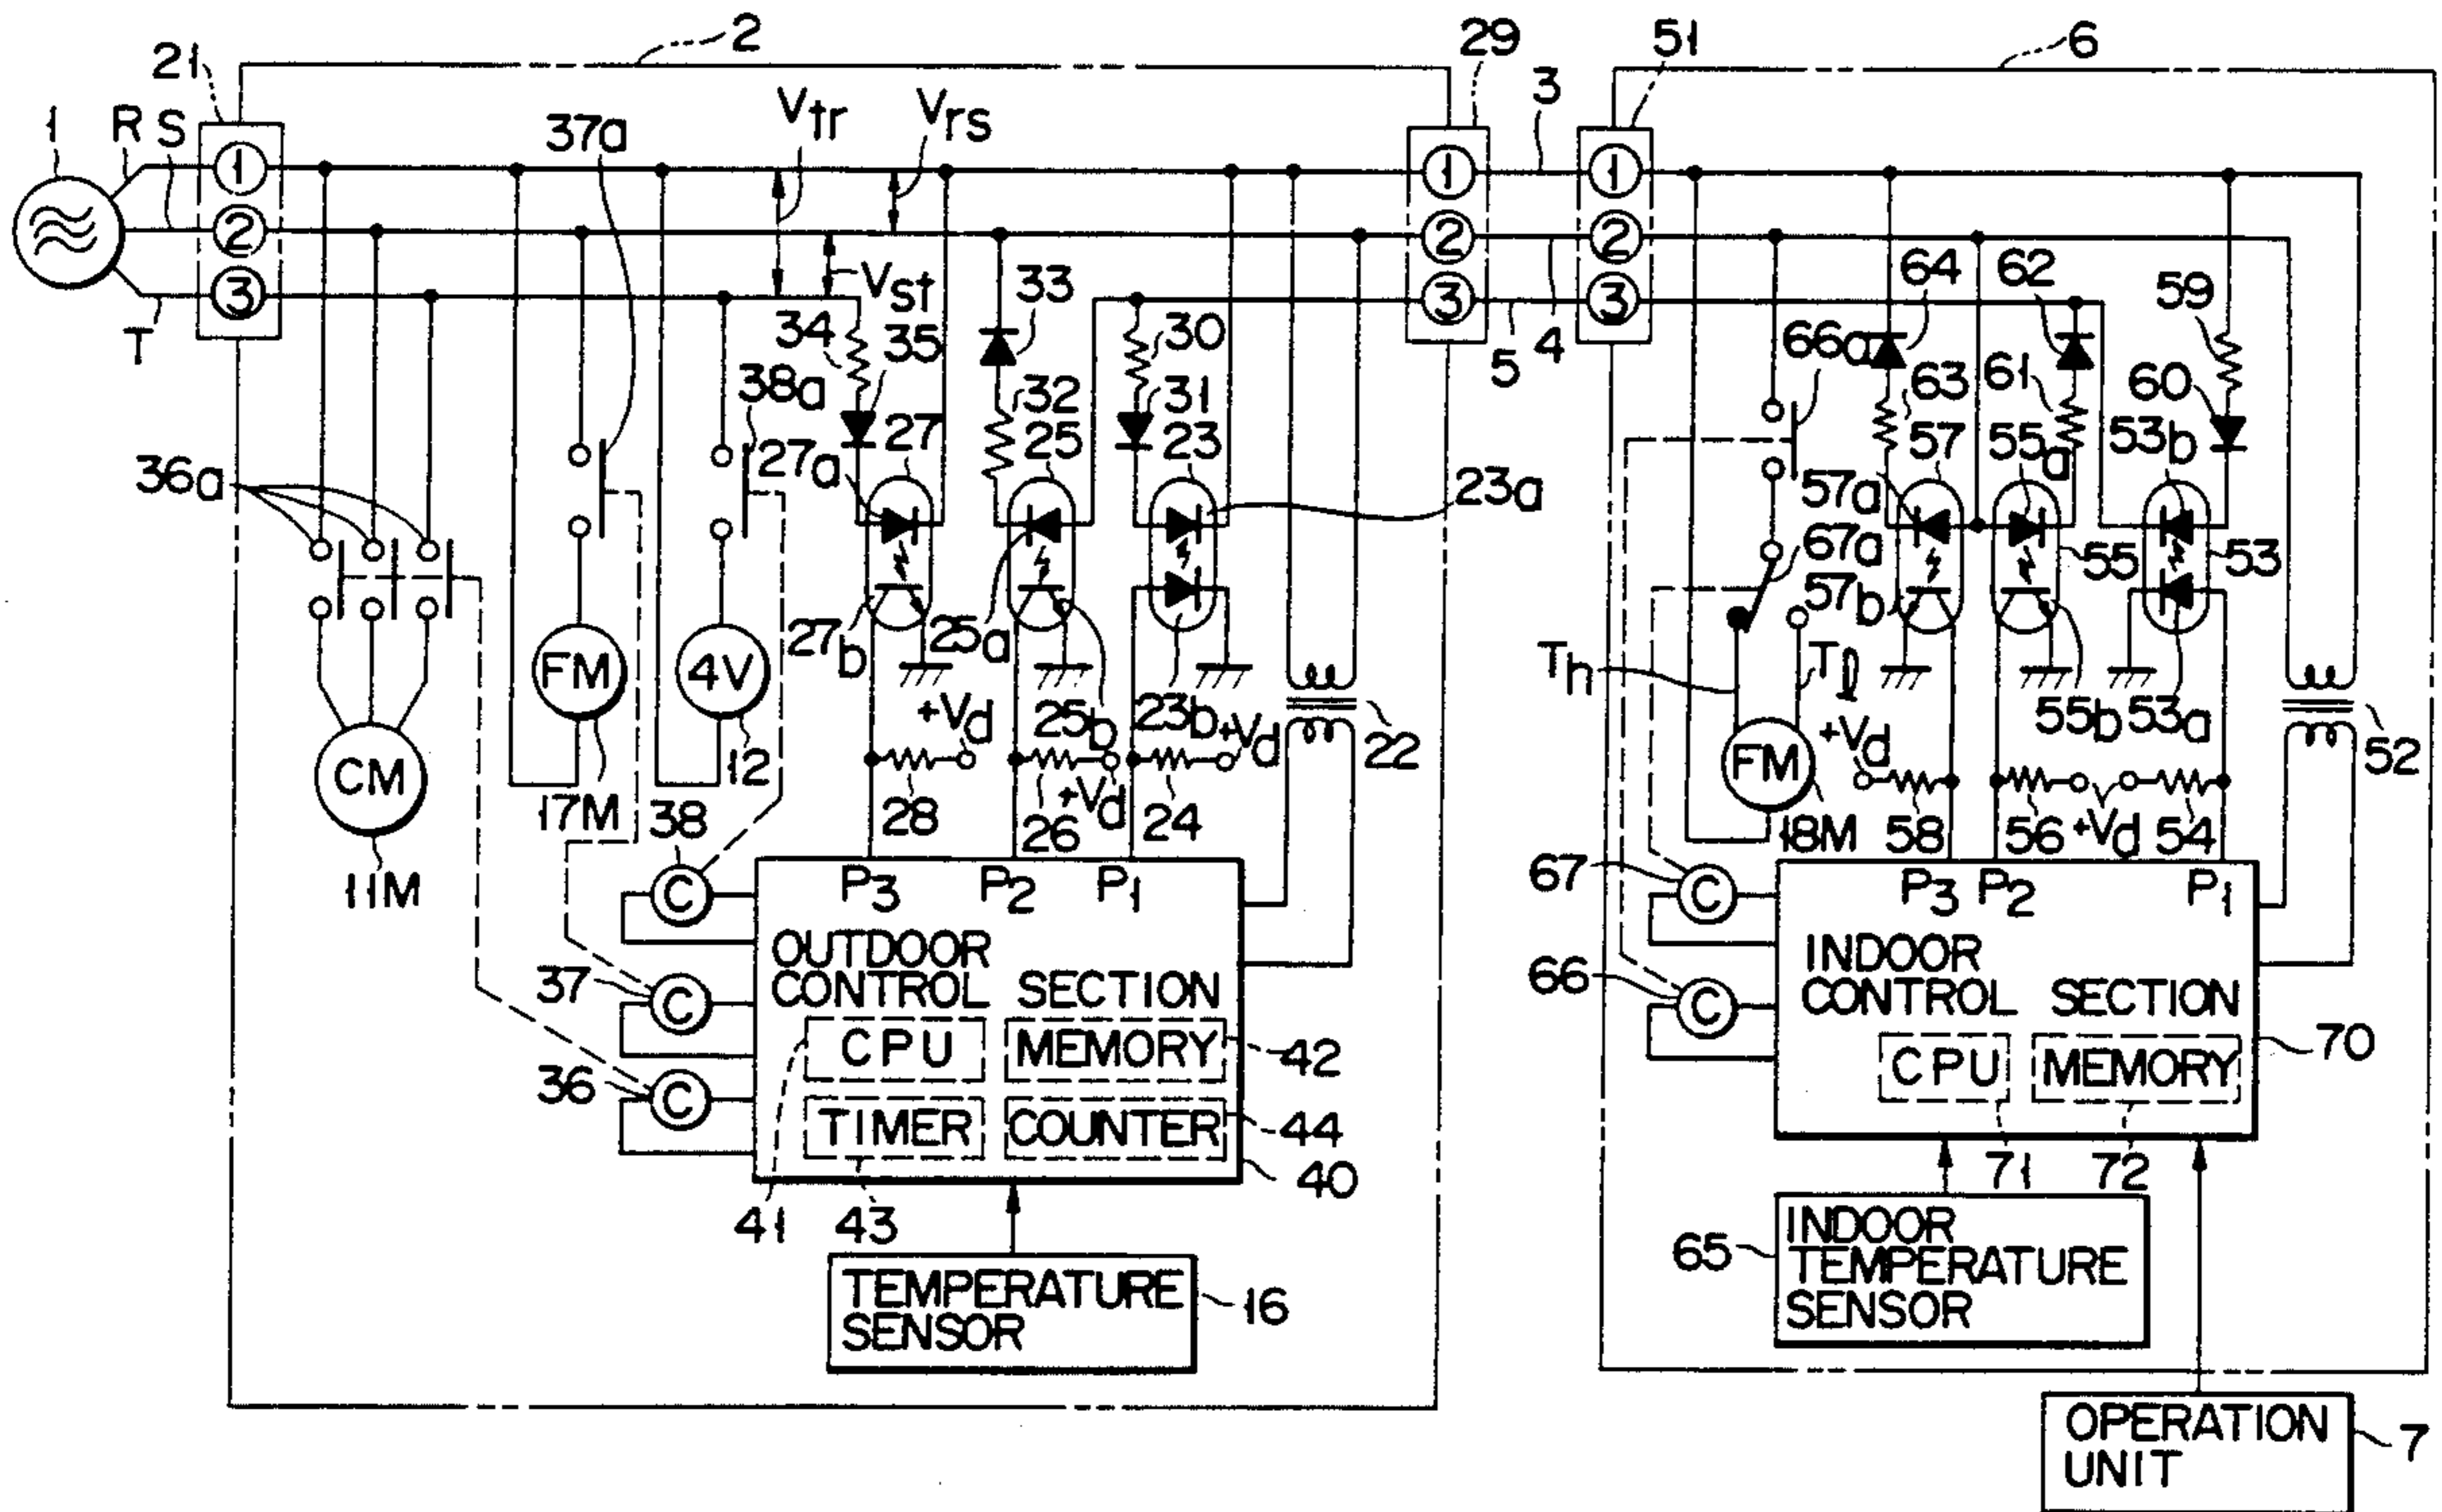 2
29
51
6
21
3
1 R S
37a
Vtr
Vrs
1
1
1
2
2
2
3
3
3
T
Vst
33
64
62
59
34
35
30
5
4
66a
38a
32
31
63
61
60
27
25
23
57
55a
53b
36a
27a
23a
57a
67a
55
53
27b
25a
57b
FM
4V
Th
Tl
CM
+Vd
25b
23b
+Vd
22
55b
53a
52
12
FM
+Vd
17M
38
28
+Vd
26
24
18M
58
56
+Vd
54
11M
C
P3
P2
P1
67
C
P3
P2
P1
OUTDOOR
CONTROL SECTION
INDOOR
CONTROL SECTION
37
C
66
C
CPU
MEMORY
42
CPU
MEMORY
70
36
C
TIMER
COUNTER
44
40
71
72
41
43
TEMPERATURE
SENSOR
16
65
INDOOR
TEMPERATURE
SENSOR
OPERATION
UNIT
7